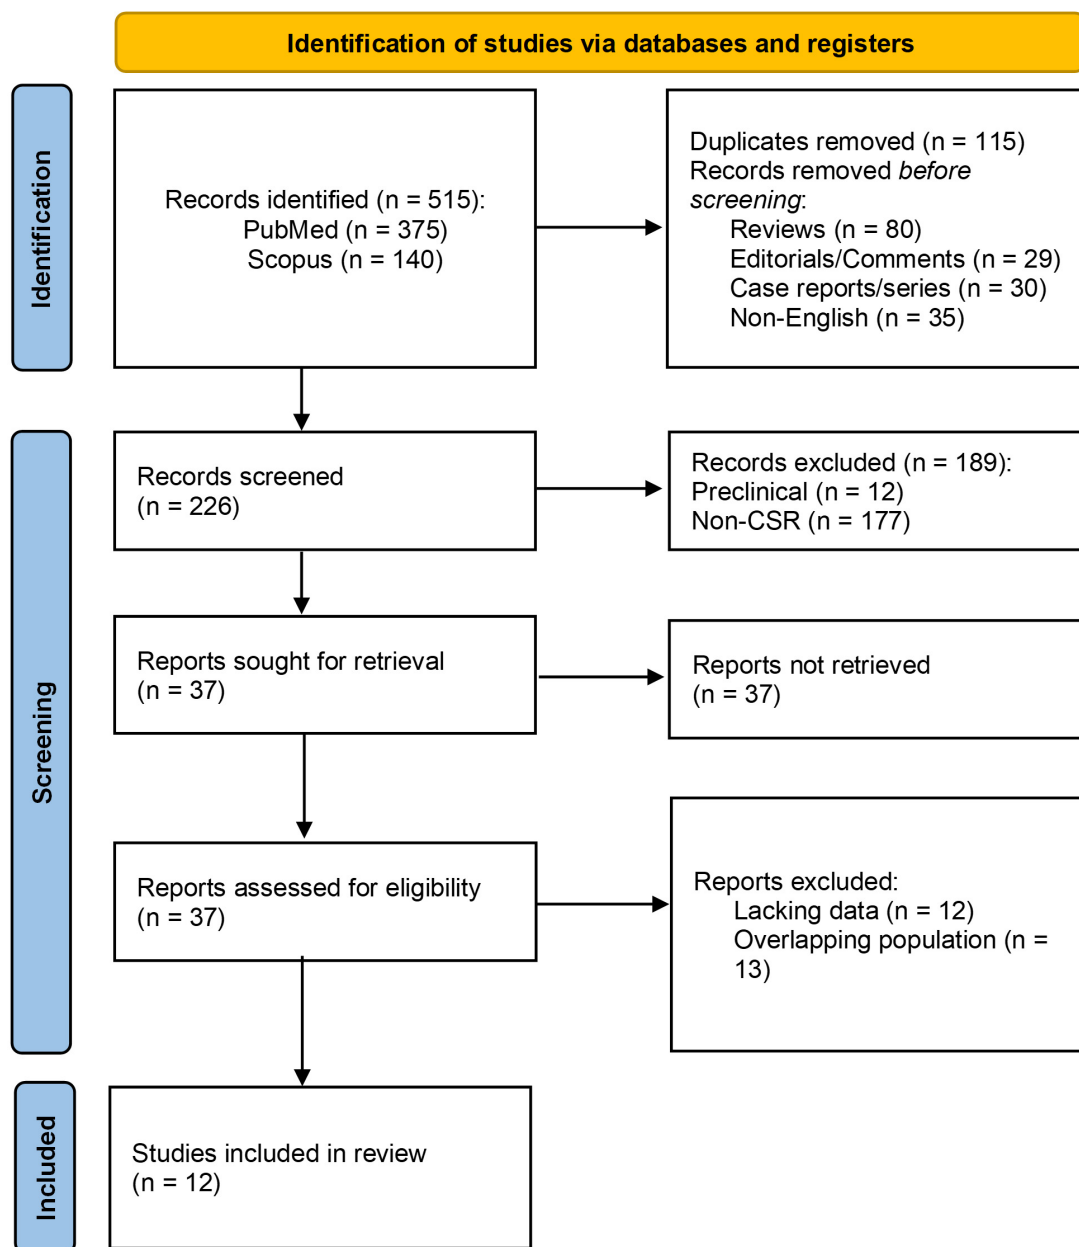 Identification of studies via databases and registers
Identification
Records identified (n = 515):
PubMed (n = 375)
Scopus (n = 140)
Duplicates removed (n = 115)
Records removed before
screening:
Reviews (n = 80)
Editorials/Comments (n = 29)
Case reports/series (n = 30)
Non-English (n = 35)
Screening
Records screened
(n = 226)
Records excluded (n = 189):
Preclinical (n = 12)
Non-CSR (n = 177)
Reports sought for retrieval
(n = 37)
Reports not retrieved
(n = 37)
Reports assessed for eligibility
(n = 37)
Reports excluded:
Lacking data (n = 12)
Overlapping population (n =
13)
Included
Studies included in review
(n = 12)